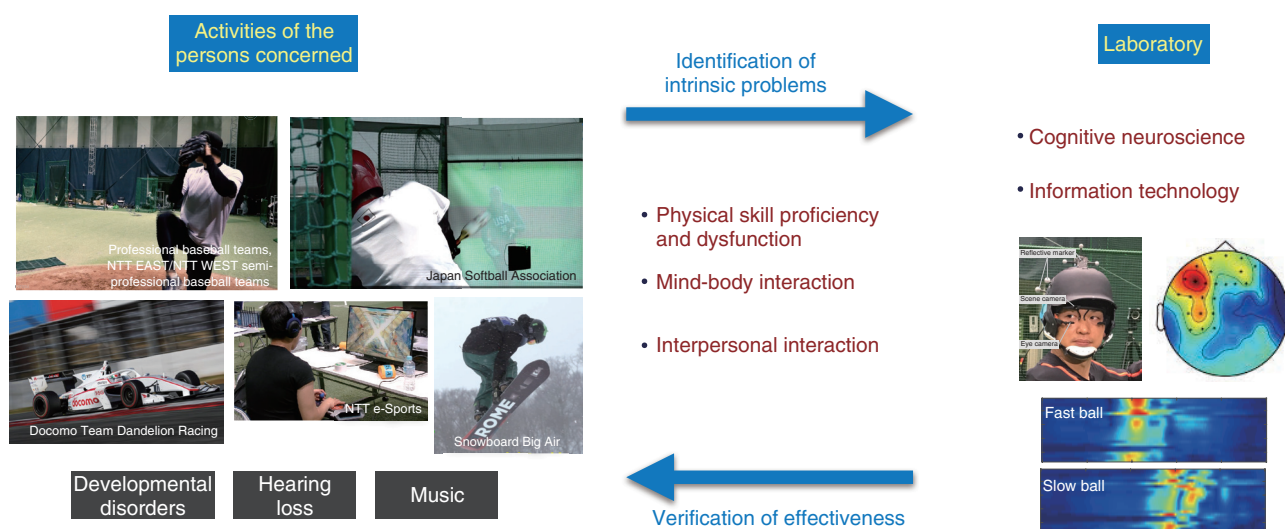 Activities of the
persons concerned
Identification of
intrinsic problems
Laboratory
• Cognitive neuroscience
• Information technology
Professional baseball teams,
NTT EAST/NTT WEST semi-
professional baseball teams
USA
Japan Softball Association
• Physical skill proficiency
and dysfunction
• Mind-body interaction
• Interpersonal interaction
Reflective marker
Scene camera
Eye camera
docomo
Docomo Team Dandelion Racing
NTT e-Sports
ROME
Snowboard Big Air
Fast ball
Slow ball
Developmental
disorders
Hearing
loss
Music
Verification of effectiveness